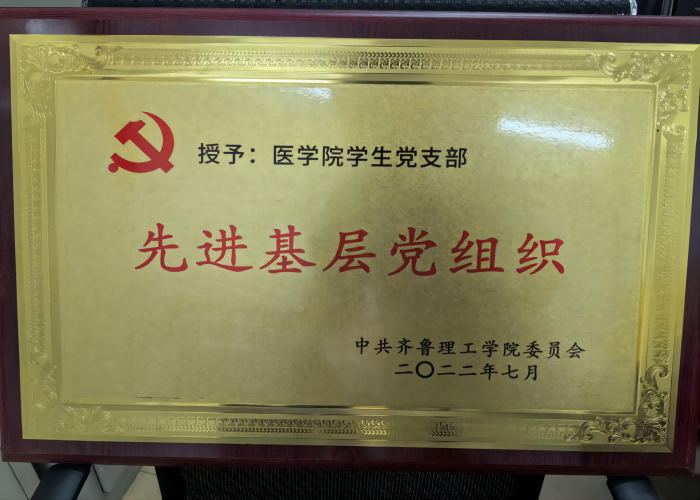 授予：医学院学生党支部
先进基层党组织
中共齐鲁理工学院委员会
二〇二二年七月